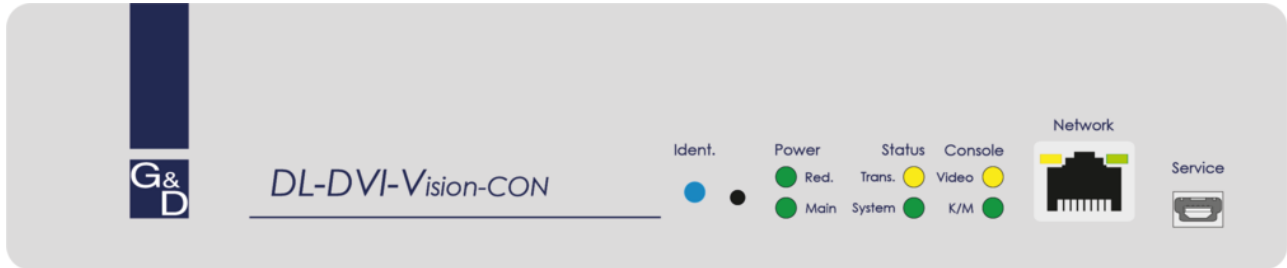 G&
D
DL-DVI-Vision-CON
Ident.
Power
Red.
Main
Status
Trans.
System
Console
Video
K/M
Network
Service